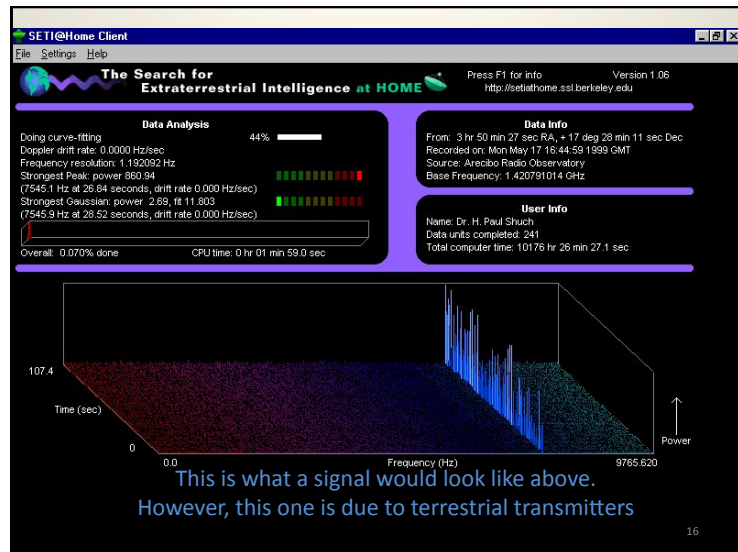 SETI@Home Client
File Settings Help
The Search for
Extraterrestrial Intelligence at HOME
Press F1 for info Version 1.06
http://setiathome.ssl.berkeley.edu
Data Analysis
Doing curve-fitting 44%
Doppler drift rate: 0.0000 Hz/sec
Frequency resolution: 1.192092 Hz
Strongest Peak: power 860.94
(7545.1 Hz at 26.84 seconds, drift rate 0.000 Hz/sec)
Strongest Gaussian: power 2.69, fit 11.803
(7545.9 Hz at 28.52 seconds, drift rate 0.000 Hz/sec)
Overall: 0.070% done CPU time: 0 hr 01 min 59.0 sec
Data Info
From: 3 hr 50 min 27 sec RA, + 17 deg 28 min 11 sec Dec
Recorded on: Mon May 17 16:44:59 1999 GMT
Source: Arecibo Radio Observatory
Base Frequency: 1.420791014 GHz
User Info
Name: Dr. H. Paul Shuch
Data units completed: 241
Total computer time: 10176 hr 26 min 27.1 sec
107.4
Time (sec)
0
0.0
Frequency (Hz)
9765.620
Power
This is what a signal would look like above.
However, this one is due to terrestrial transmitters
16